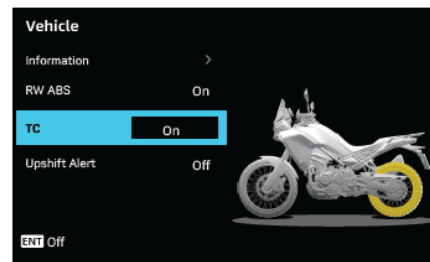 Vehicle
Information >
RW ABS On
TC On
Upshift Alert Off
ENT Off